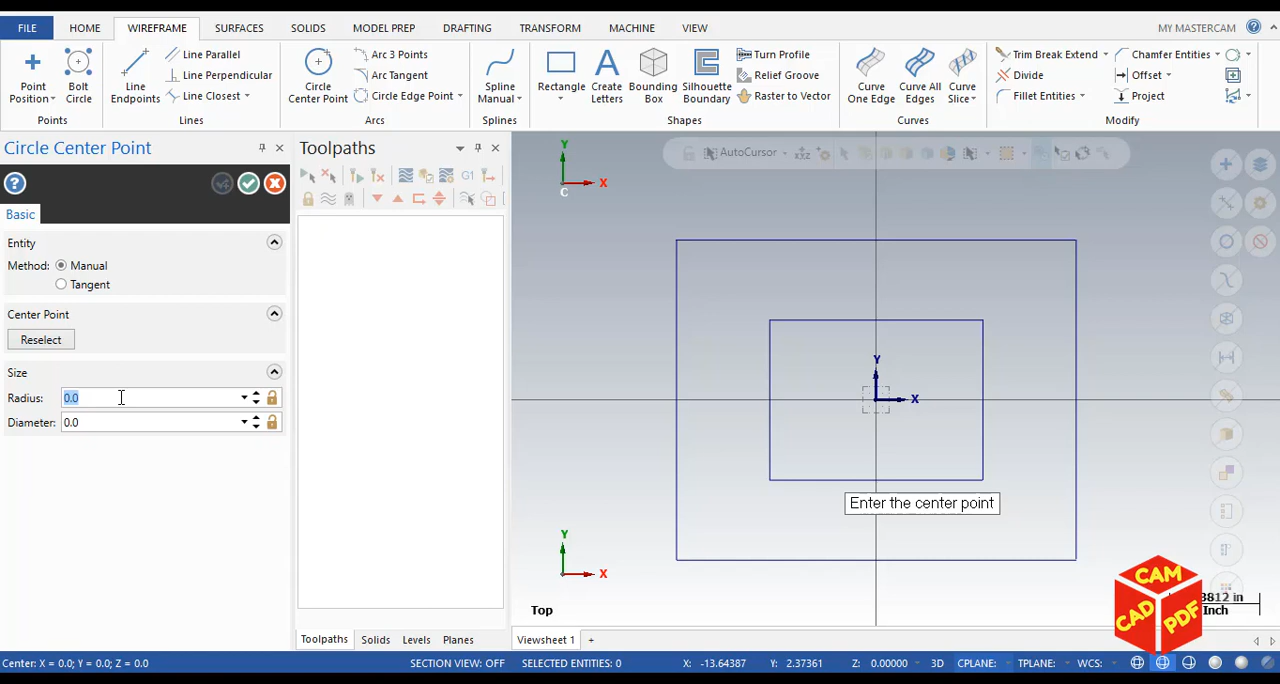 FILE HOME WIREFRAME SURFACES SOLIDS MODEL PREP DRAFTING TRANSFORM MACHINE VIEW MY MASTERCAM
Point Position
Bolt Circle
Points
Line Endpoints
Line Parallel
Line Perpendicular
Line Closest
Lines
Circle Center Point
Arc 3 Points
Arc Tangent
Circle Edge Point
Arcs
Spline Manual
Splines
Rectangle
Create Letters
Bounding Box
Silhouette Boundary
Turn Profile
Relief Groove
Raster to Vector
Shapes
Curve One Edge
Curve All Edges
Curve Slice
Curves
Trim Break Extend
Divide
Fillet Entities
Chamfer Entities
Offset
Project
Modify
Circle Center Point
Basic
Entity
Method: Manual
Tangent
Center Point
Reselect
Size
Radius: 0.0
Diameter: 0.0
Toolpaths
G1
Toolpaths Solids Levels Planes
AutoCursor
XYZ
Y
X
C
Y
X
Enter the center point
Y
X
Top
3812 in
Inch
CAM
CAD
PDF
Viewsheet 1 +
Center: X = 0.0; Y = 0.0; Z = 0.0
SECTION VIEW: OFF SELECTED ENTITIES: 0 X: -13.64387 Y: 2.37361 Z: 0.00000 3D CPLANE: TPLANE: WCS: